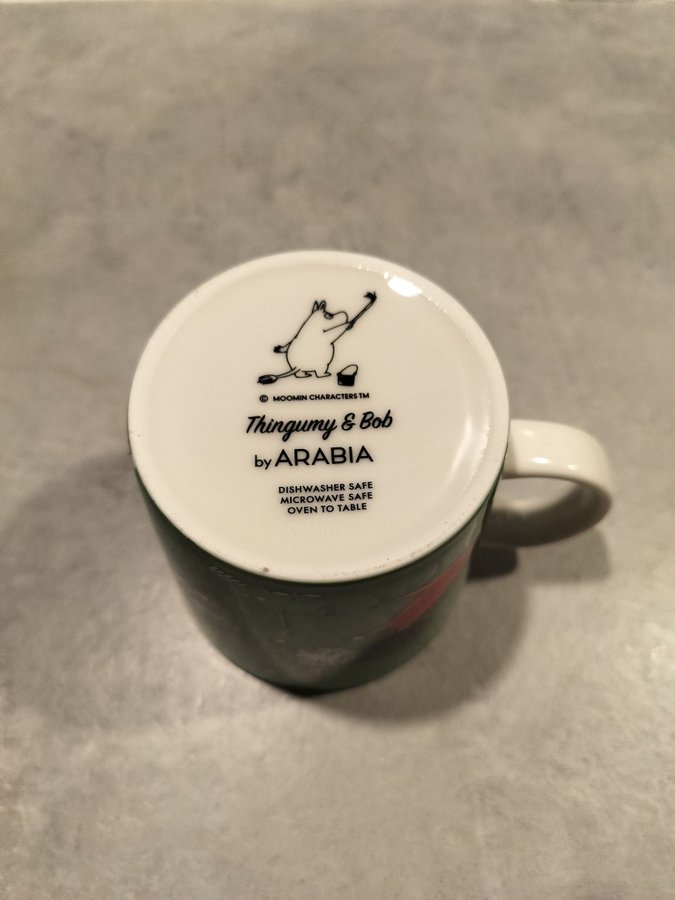 © MOOMIN CHARACTERS TM
Thingumy & Bob
by ARABIA
DISHWASHER SAFE
MICROWAVE SAFE
OVEN TO TABLE